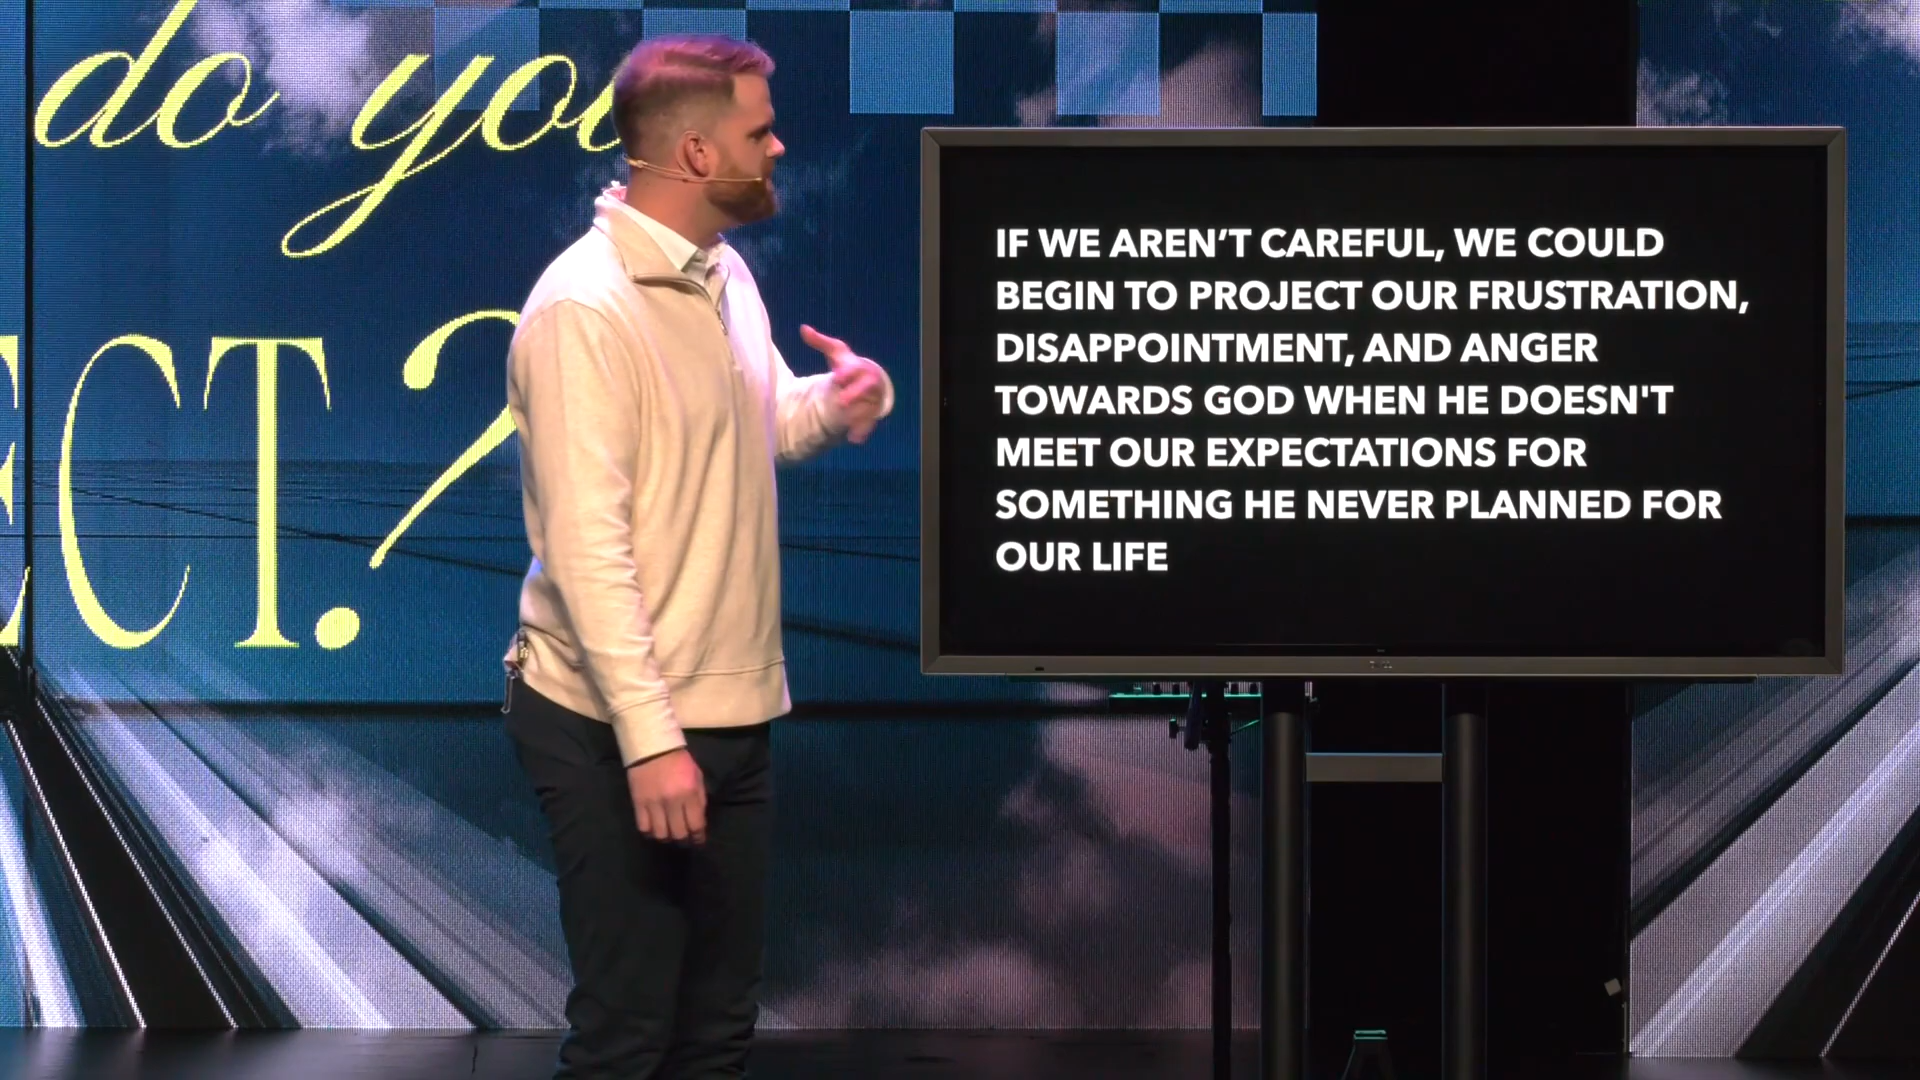 do you
ECT.?
IF WE AREN’T CAREFUL, WE COULD
BEGIN TO PROJECT OUR FRUSTRATION,
DISAPPOINTMENT, AND ANGER
TOWARDS GOD WHEN HE DOESN'T
MEET OUR EXPECTATIONS FOR
SOMETHING HE NEVER PLANNED FOR
OUR LIFE